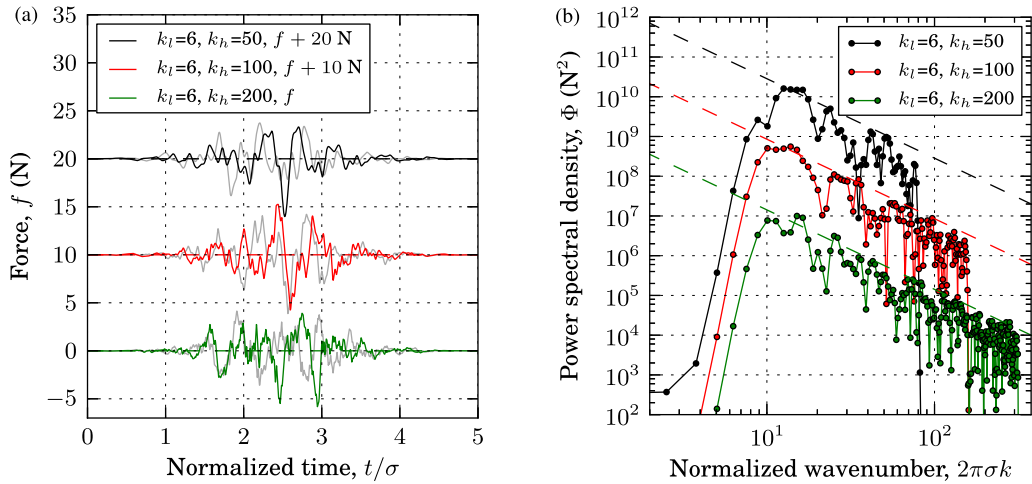 (a)
35
30
25
20
15
10
5
0
−5
Force, f (N)
k_l=6, k_h=50, f + 20 N
k_l=6, k_h=100, f + 10 N
k_l=6, k_h=200, f
0 1 2 3 4 5
Normalized time, t/σ
(b)
10^12
10^11
10^10
10^9
10^8
10^7
10^6
10^5
10^4
10^3
10^2
Power spectral density, Φ (N^2)
k_l=6, k_h=50
k_l=6, k_h=100
k_l=6, k_h=200
10^1 10^2
Normalized wavenumber, 2πσk